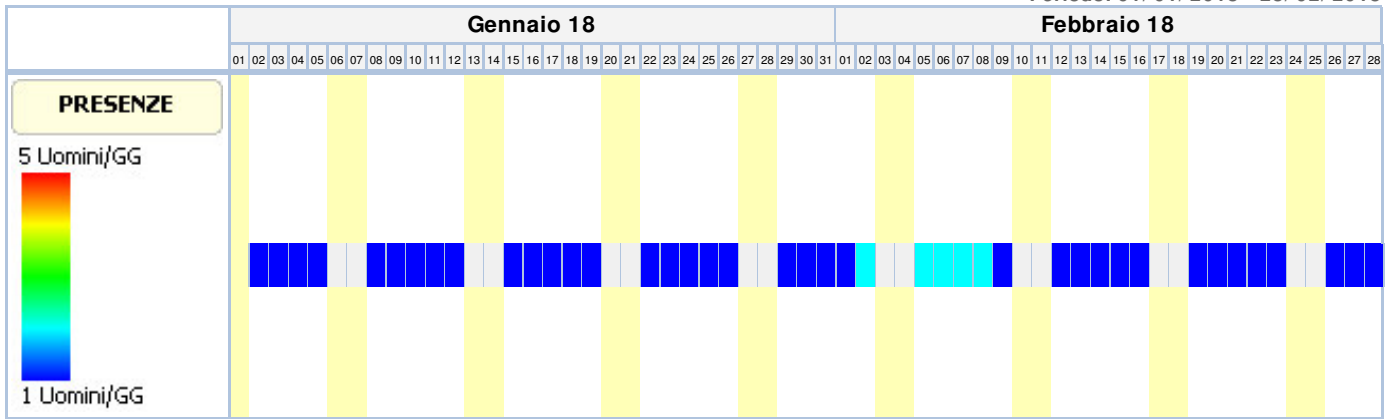 Gennaio 18 Febbraio 18
01 02 03 04 05 06 07 08 09 10 11 12 13 14 15 16 17 18 19 20 21 22 23 24 25 26 27 28 29 30 31 01 02 03 04 05 06 07 08 09 10 11 12 13 14 15 16 17 18 19 20 21 22 23 24 25 26 27 28
PRESENZE
5 Uomini/GG
1 Uomini/GG